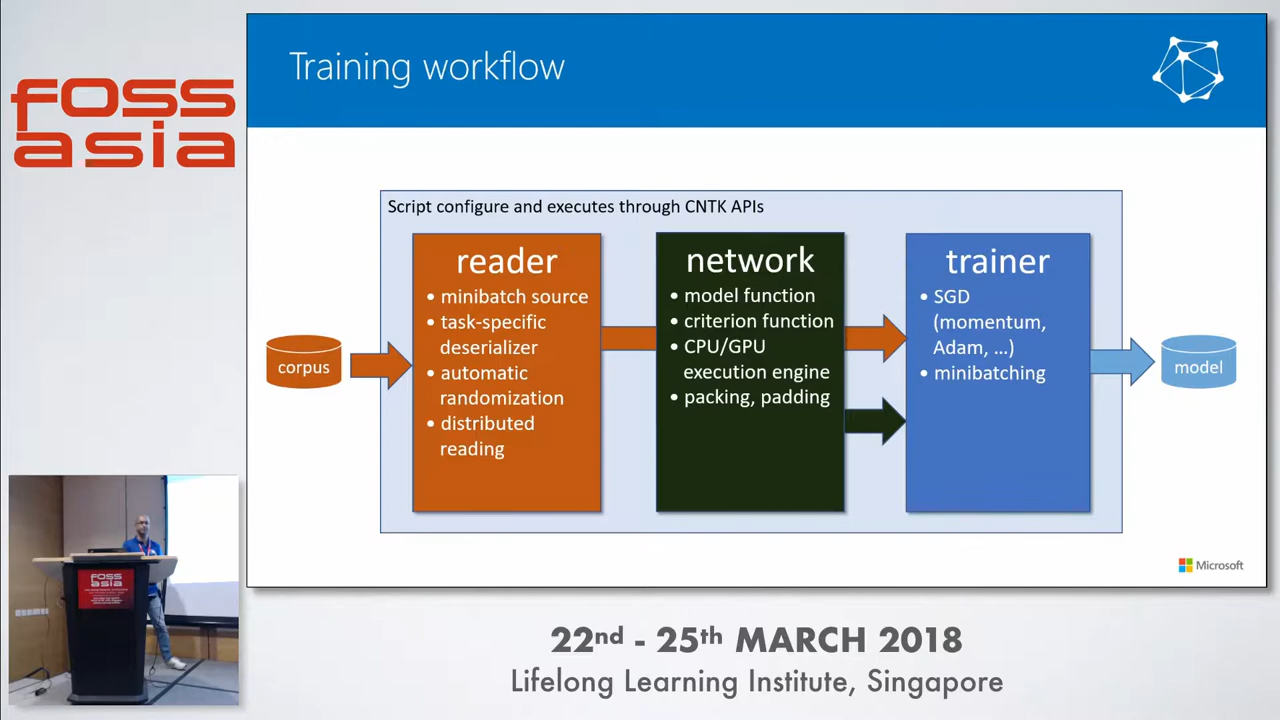 foss
asia
Training workflow
Script configure and executes through CNTK APIs
corpus
reader
• minibatch source
• task-specific
deserializer
• automatic
randomization
• distributed
reading
network
• model function
• criterion function
• CPU/GPU
execution engine
• packing, padding
trainer
• SGD
(momentum,
Adam, ...)
• minibatching
model
Microsoft
foss
asia
22nd - 25th MARCH 2018
Lifelong Learning Institute, Singapore